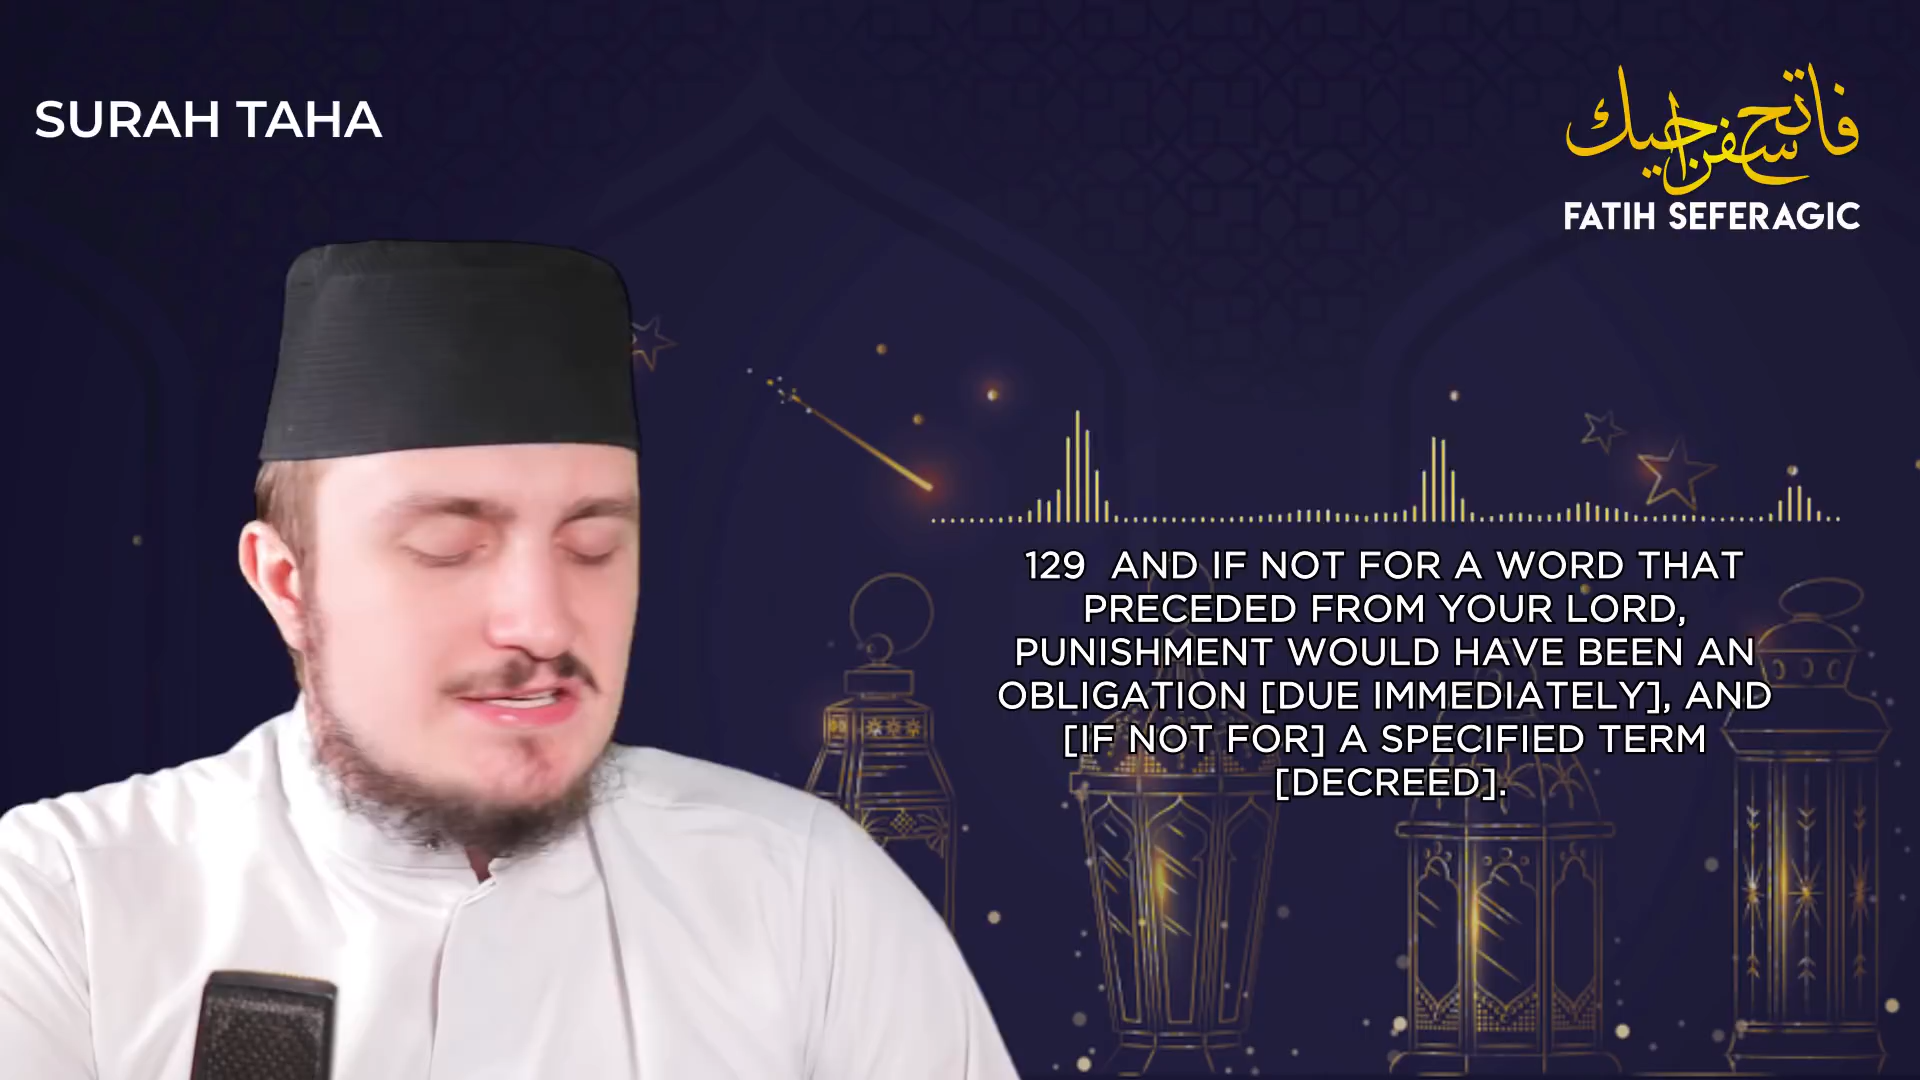 SURAH TAHA
فاتح سفراجيك
FATIH SEFERAGIC
129 AND IF NOT FOR A WORD THAT
PRECEDED FROM YOUR LORD,
PUNISHMENT WOULD HAVE BEEN AN
OBLIGATION [DUE IMMEDIATELY], AND
[IF NOT FOR] A SPECIFIED TERM
[DECREED].